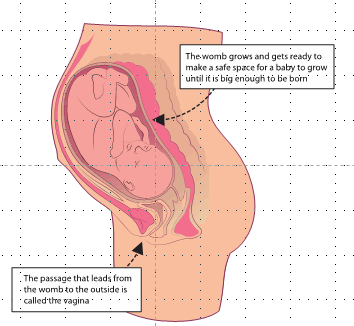 The womb grows and gets ready to
make a safe space for a baby to grow
until it is big enough to be born
The passage that leads from
the womb to the outside is
called the vagina